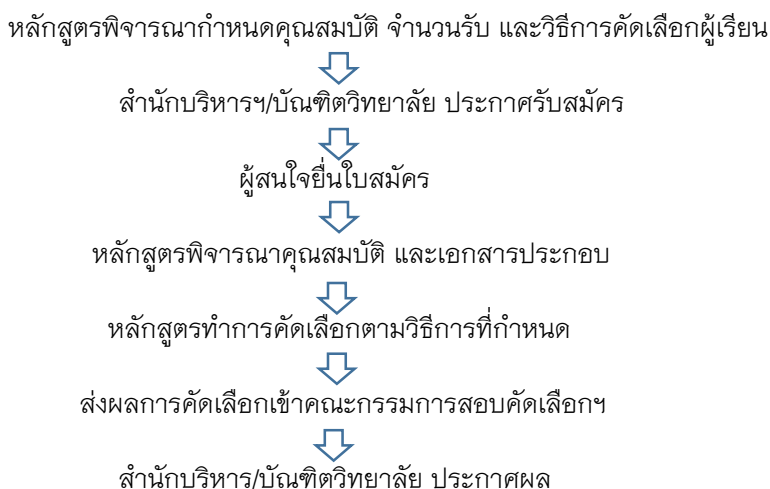 หลักสูตรพิจารณากำหนดคุณสมบัติ จำนวนรับ และวิธีการคัดเลือกผู้เรียน
สำนักบริหารฯ/บัณฑิตวิทยาลัย ประกาศรับสมัคร
ผู้สนใจยื่นใบสมัคร
หลักสูตรพิจารณาคุณสมบัติ และเอกสารประกอบ
หลักสูตรทำการคัดเลือกตามวิธีการที่กำหนด
ส่งผลการคัดเลือกเข้าคณะกรรมการสอบคัดเลือกฯ
สำนักบริหาร/บัณฑิตวิทยาลัย ประกาศผล